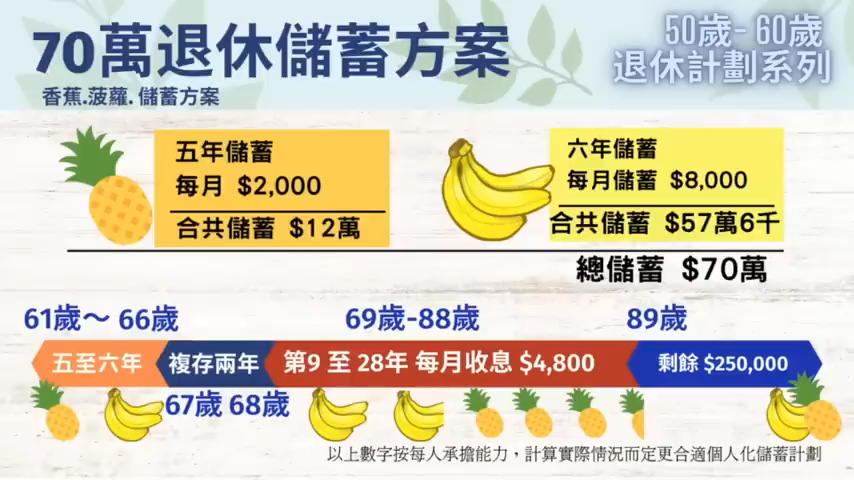 70萬退休儲蓄方案
50歲- 60歲
退休計劃系列
香蕉.菠蘿. 儲蓄方案
五年儲蓄
每月 $2,000
合共儲蓄 $12萬
六年儲蓄
每月儲蓄 $8,000
合共儲蓄 $57萬6千
總儲蓄 $70萬
61歲～ 66歲
69歲-88歲
89歲
五至六年
複存兩年
第9 至 28年 每月收息 $4,800
剩餘 $250,000
67歲 68歲
以上數字按每人承擔能力，計算實際情況而定更合適個人化儲蓄計劃